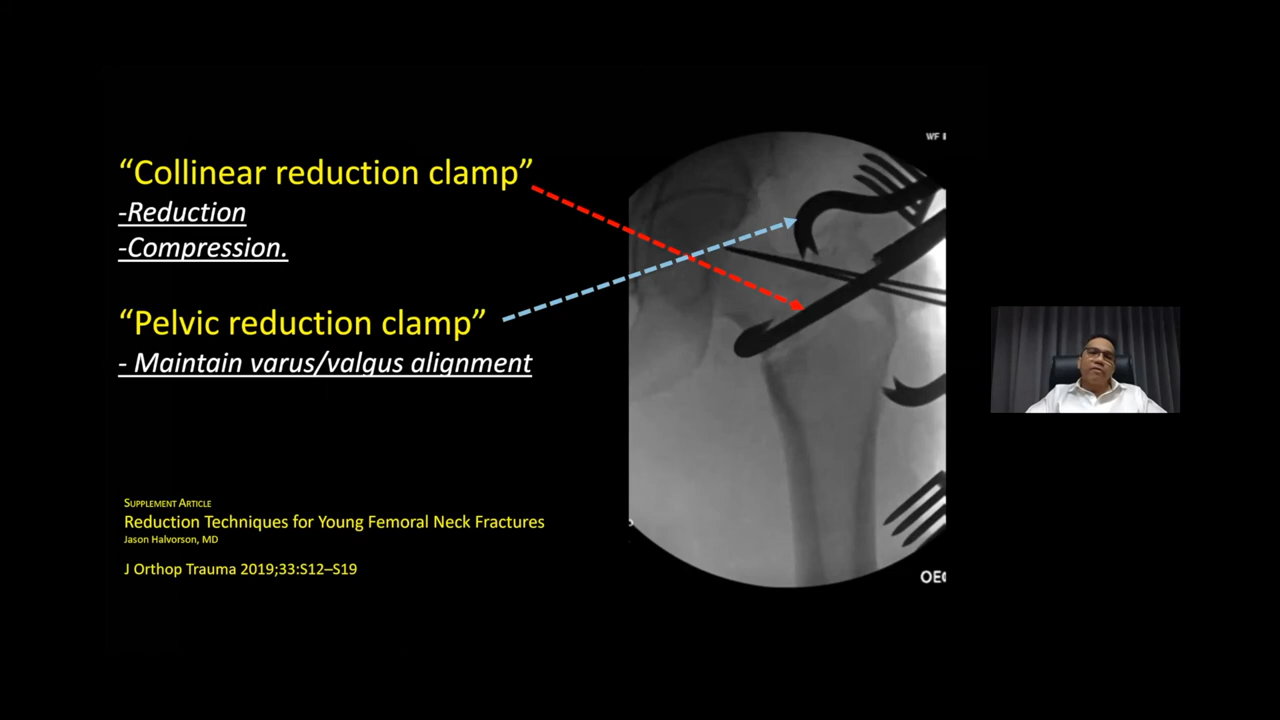 “Collinear reduction clamp”
-Reduction
-Compression.
“Pelvic reduction clamp”
- Maintain varus/valgus alignment
SUPPLEMENT ARTICLE
Reduction Techniques for Young Femoral Neck Fractures
Jason Halvorson, MD
J Orthop Trauma 2019;33:S12–S19
WF